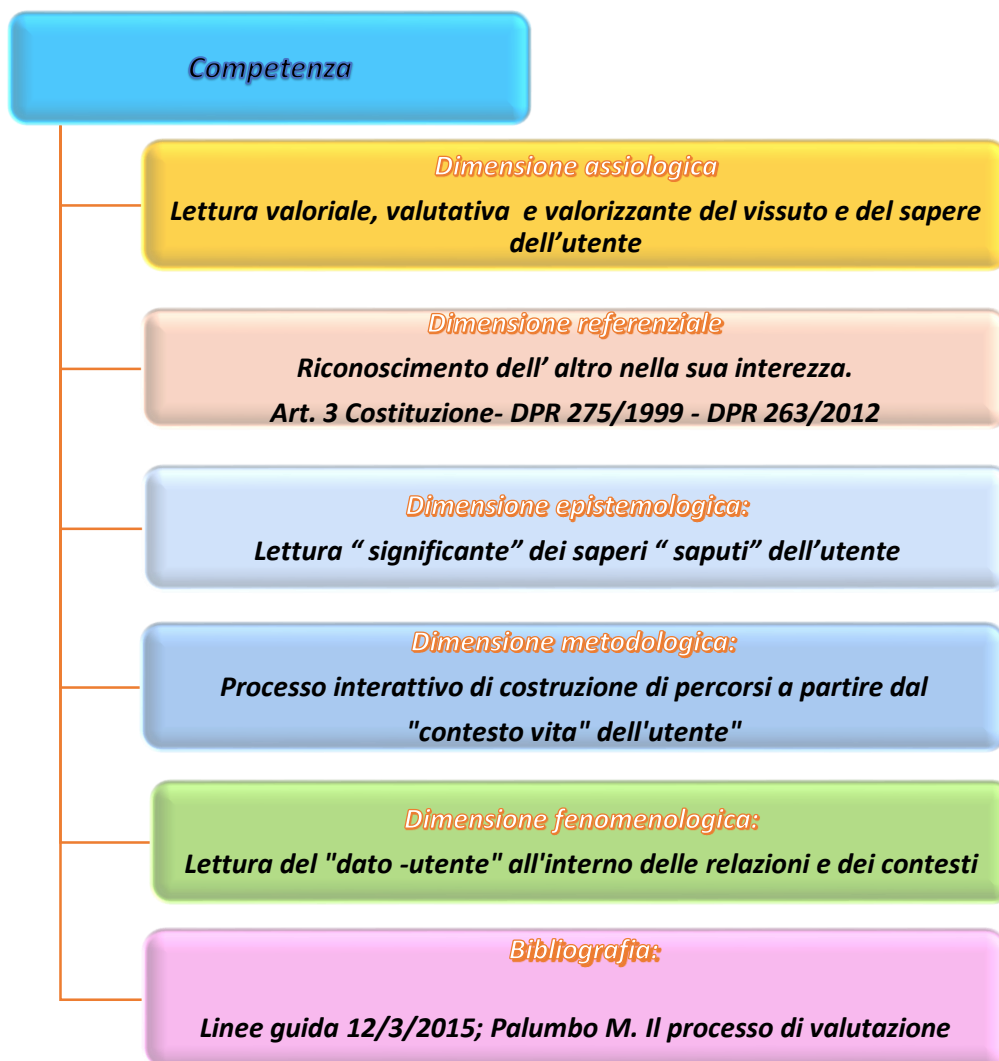 Competenza
Dimensione assiologica
Lettura valoriale, valutativa e valorizzante del vissuto e del sapere
dell’utente
Dimensione referenziale
Riconoscimento dell’ altro nella sua interezza.
Art. 3 Costituzione- DPR 275/1999 - DPR 263/2012
Dimensione epistemologica:
Lettura “ significante” dei saperi “ saputi” dell’utente
Dimensione metodologica:
Processo interattivo di costruzione di percorsi a partire dal
"contesto vita" dell'utente"
Dimensione fenomenologica:
Lettura del "dato -utente" all'interno delle relazioni e dei contesti
Bibliografia:
Linee guida 12/3/2015; Palumbo M. Il processo di valutazione